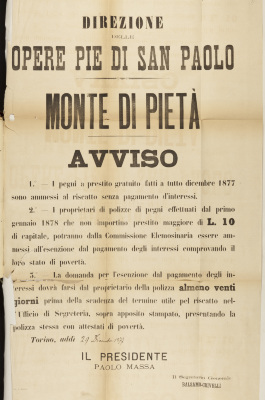 DIREZIONE
DELLE
OPERE PIE DI SAN PAOLO
MONTE DI PIETÀ
AVVISO
1. — I pegni a prestito gratuito fatti a tutto dicembre 1877
sono ammessi al riscatto senza pagamento d'interessi.
2. — I proprietari di polizze di pegni effettuati dal primo
gennaio 1878 che non importino prestito maggiore di L. 10
di capitale, potranno dalla Commissione Elemosinaria essere am-
messi all'esenzione dal pagamento degli interessi comprovando il
loro stato di povertà.
3. La domanda per l'esenzione dal pagamento degli in-
teressi dovrà farsi dal proprietario della polizza almeno venti
giorni prima della scadenza del termine utile pel riscatto nel-
l'Ufficio di Segreteria, sopra apposito stampato, presentando la
polizza stessa con attestati di povertà.
Torino, addì 29
IL PRESIDENTE
PAOLO MASSA
Il Segretario Generale